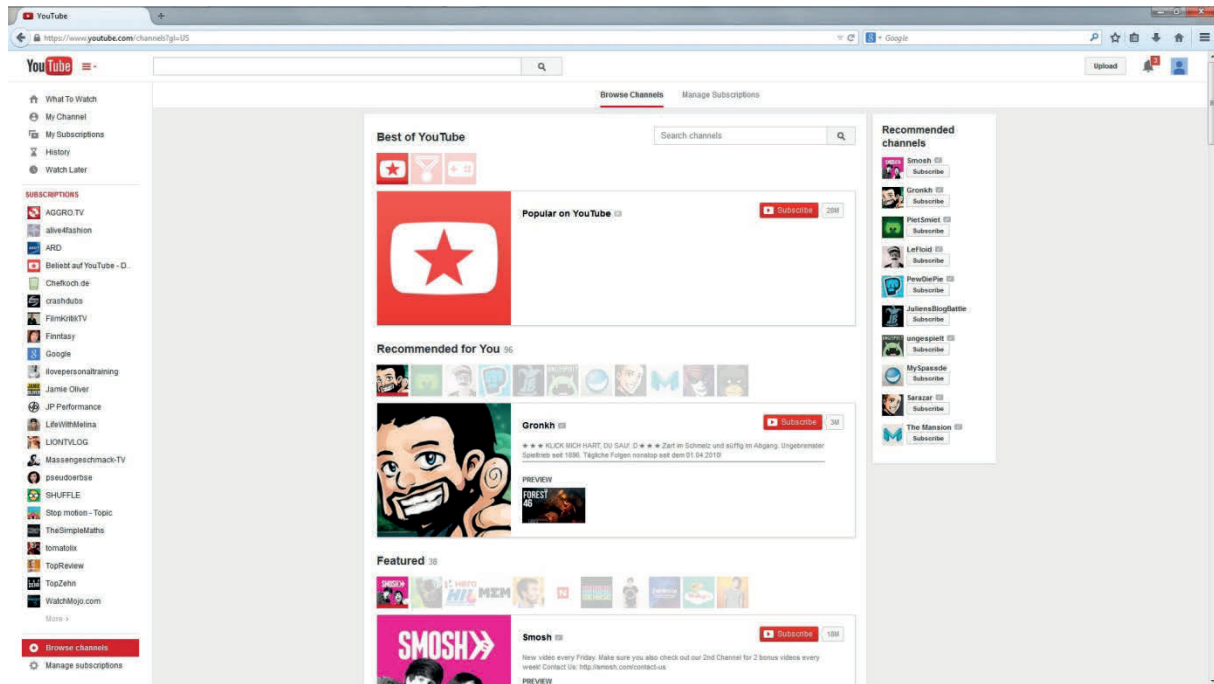 YouTube
https://www.youtube.com/channels?gl=US
Google
YouTube
Upload
3
What To Watch
My Channel
My Subscriptions
History
Watch Later
SUBSCRIPTIONS
AGGRO.TV
alive4fashion
ARD
Beliebt auf YouTube - D..
Chefkoch.de
crashdubs
FilmKritikTV
Finntasy
Google
ilovepersonaltraining
Jamie Oliver
JP Performance
LifeWithMelina
LIONTVLOG
Massengeschmack-TV
pseudoerbse
SHUFFLE
Stop motion - Topic
TheSimpleMaths
tomatolix
TopReview
TopZehn
WatchMojo.com
More »
Browse channels
Manage subscriptions
Browse Channels
Manage Subscriptions
Best of YouTube
Search channels
Popular on YouTube
Subscribe
28M
Recommended for You 96
Gronkh
Subscribe
3M
★ ★ ★ KLICK MICH HART, DU SAU! :D ★ ★ ★ Zart im Schmelz und süffig im Abgang. Ungebremster
Spieltrieb seit 1896. Tägliche Folgen nonstop seit dem 01.04.2010!
PREVIEW
FOREST
46
Featured 38
SMOSH
Smosh
Subscribe
18M
New video every Friday. Make sure you also check out our 2nd Channel for 2 bonus videos every
week! Contact Us: http://smosh.com/contact-us
PREVIEW
Recommended
channels
Smosh
Subscribe
Gronkh
Subscribe
PietSmiet
Subscribe
LeFloid
Subscribe
PewDiePie
Subscribe
JuliensBlogBattle
Subscribe
ungespielt
Subscribe
MySpassde
Subscribe
Sarazar
Subscribe
The Mansion
Subscribe